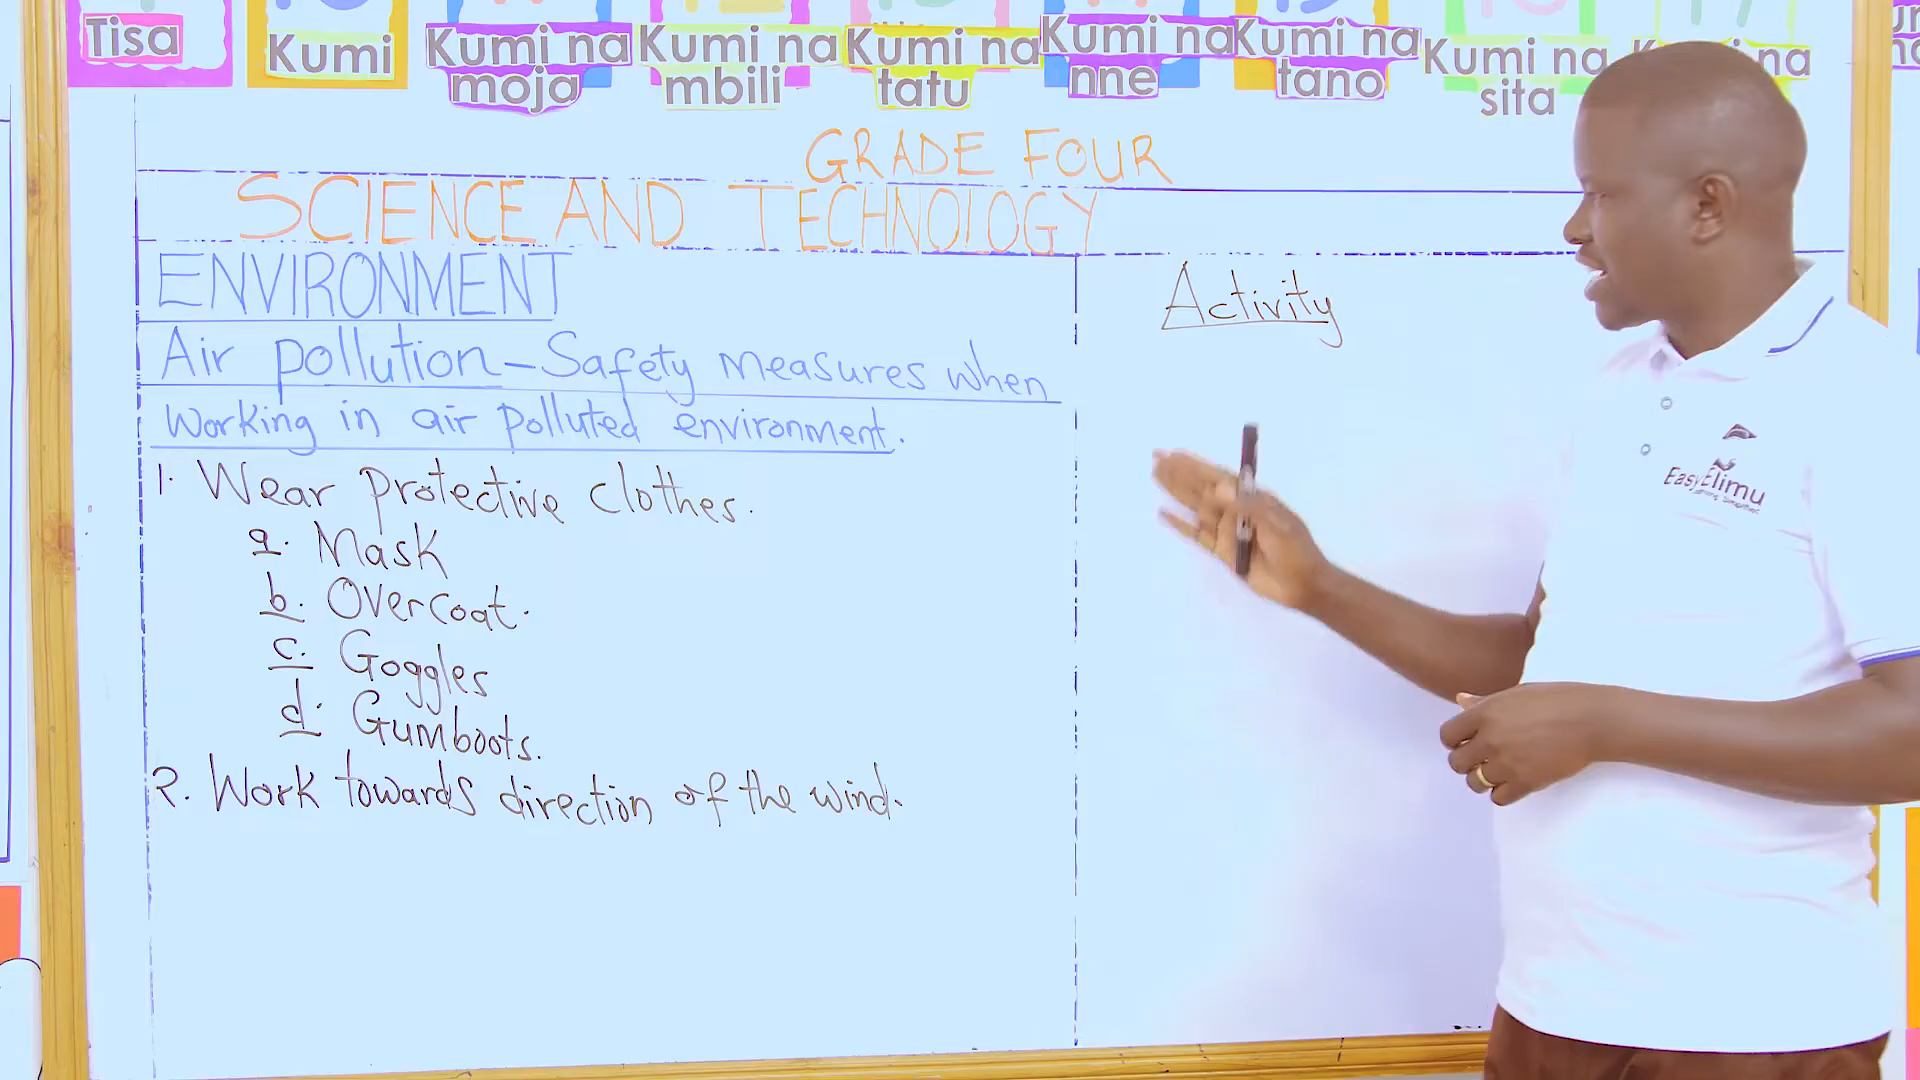 Tisa
Kumi
Kumi na moja
Kumi na mbili
Kumi na tatu
Kumi na nne
Kumi na tano
Kumi na sita
na
GRADE FOUR
SCIENCE AND TECHNOLOGY
ENVIRONMENT
Air pollution - Safety measures when
working in air polluted environment.
1. Wear protective clothes.
a. Mask
b. Overcoat.
c. Goggles
d. Gumboots.
2. Work towards direction of the wind.
Activity
EasyElimu